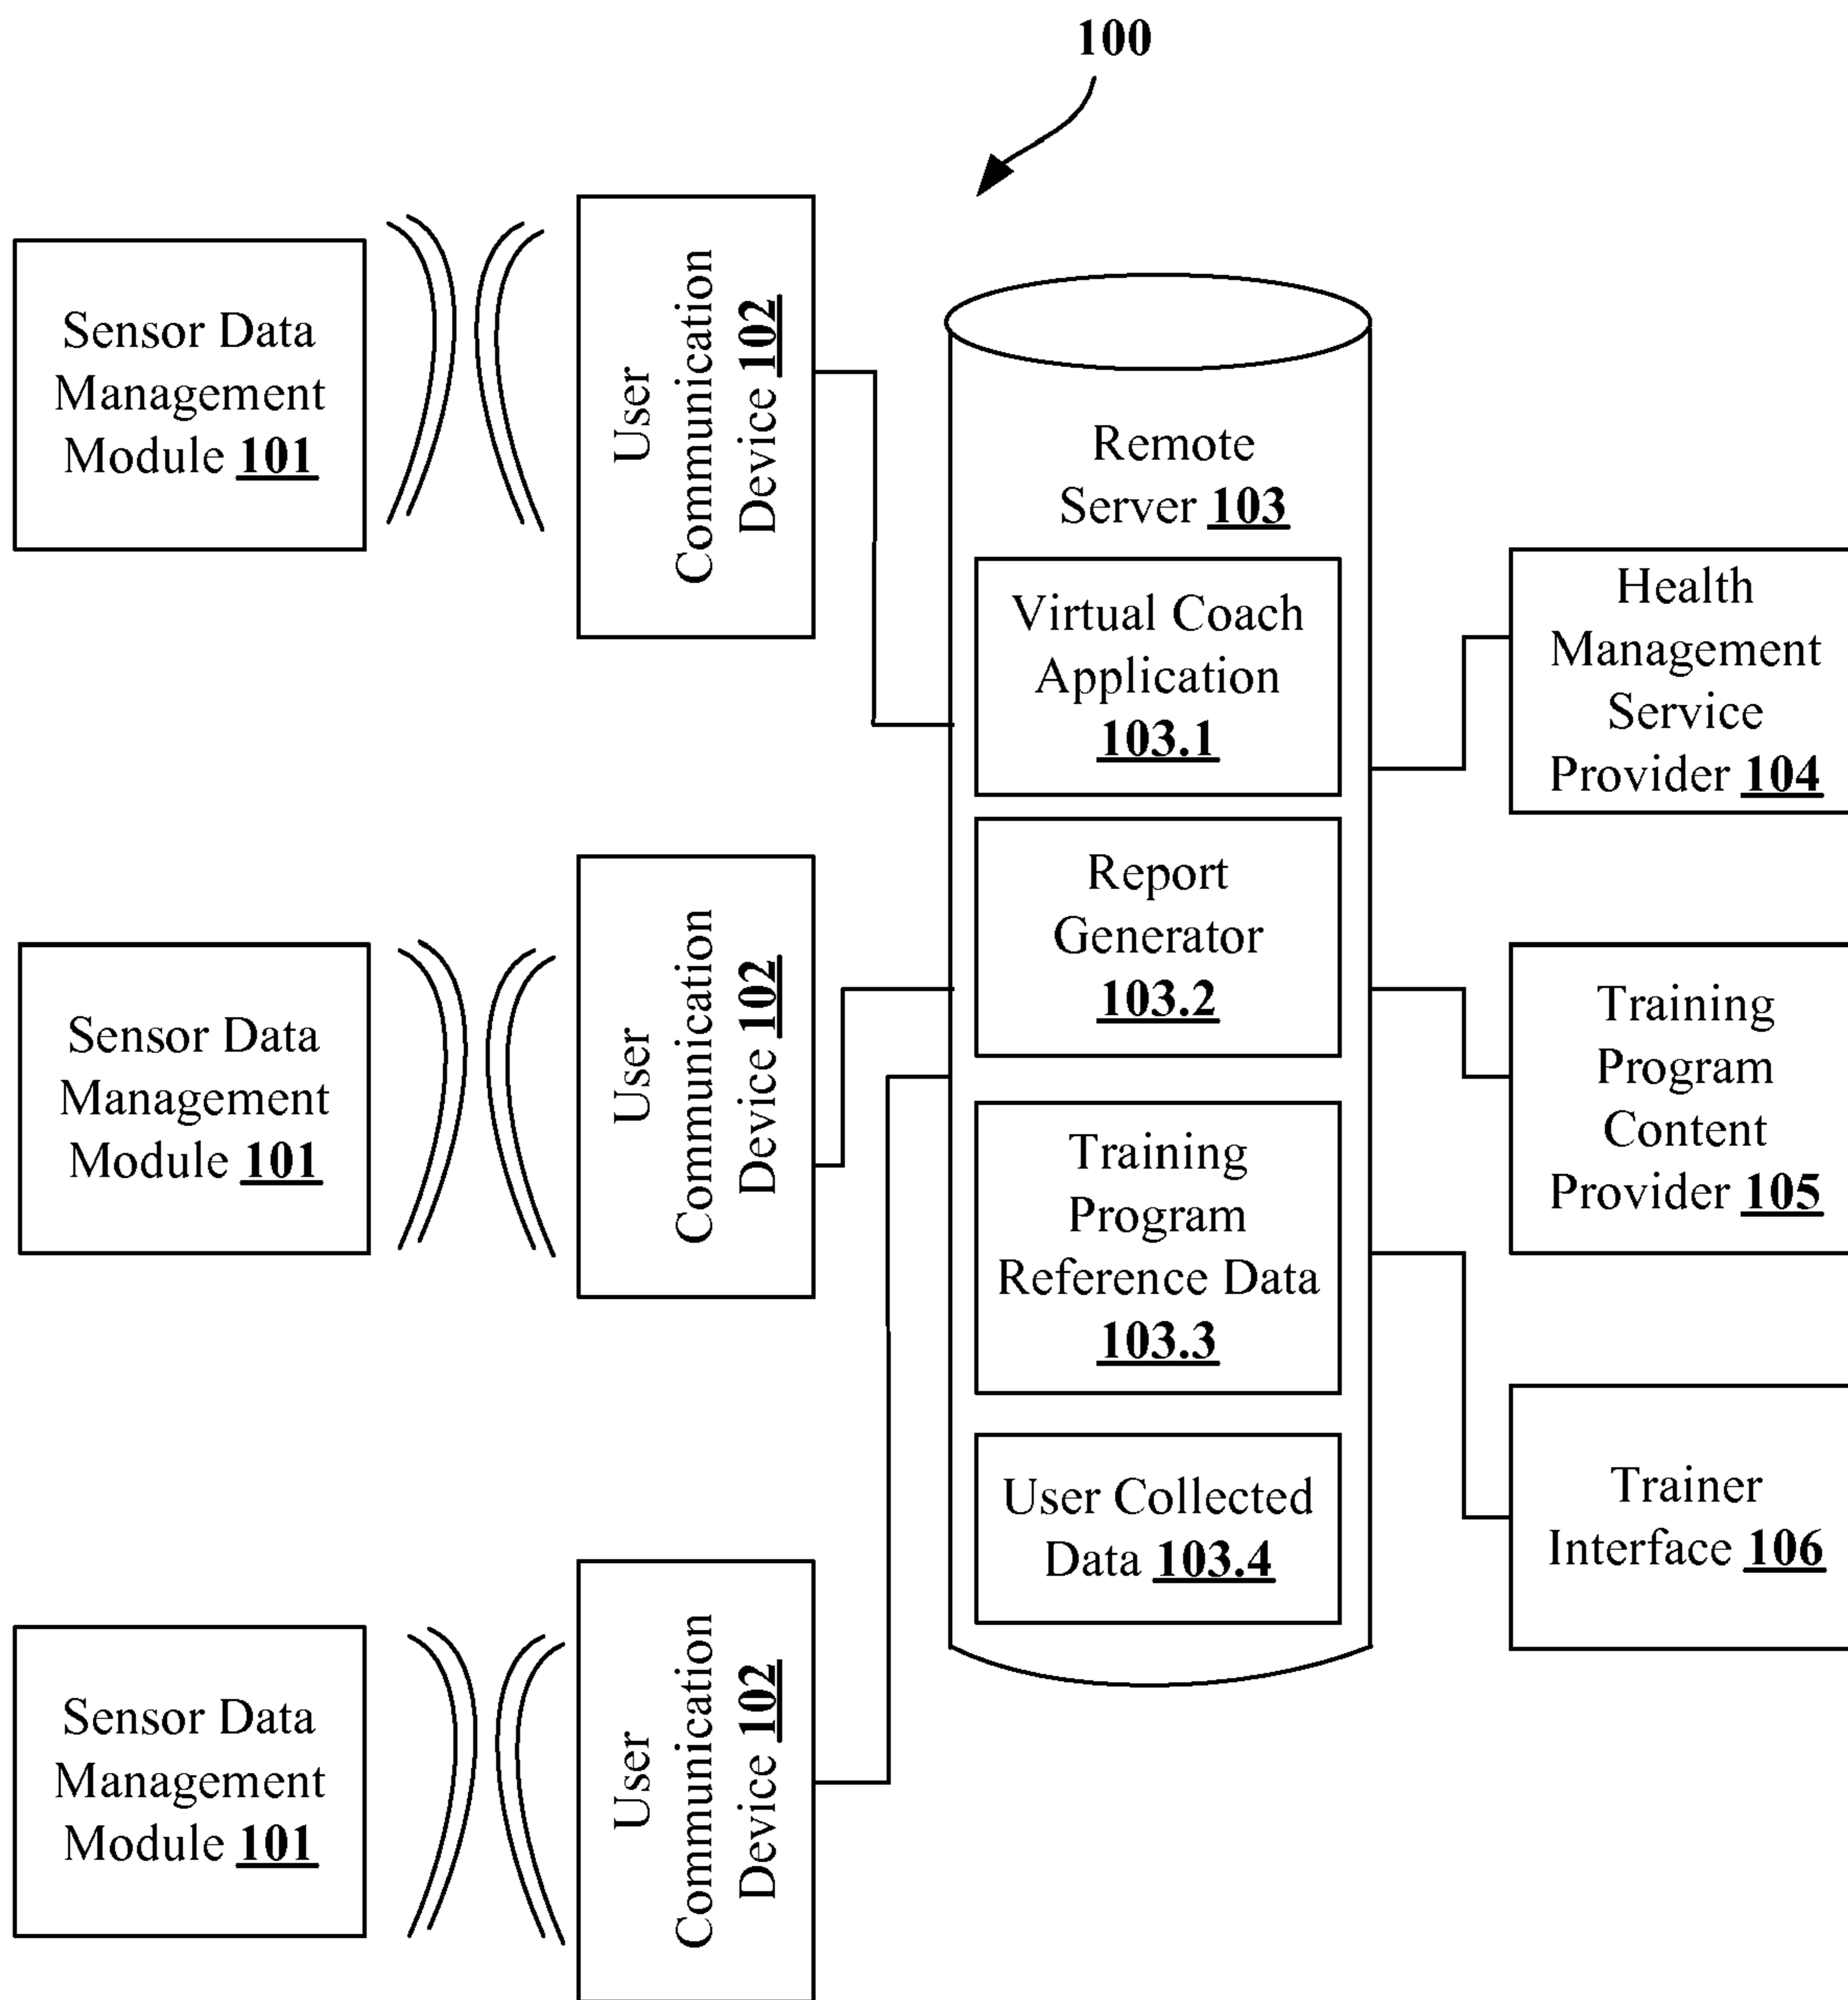 100
Sensor Data
Management
Module 101
User
Communication
Device 102
Remote
Server 103
Virtual Coach
Application
103.1
Health
Management
Service
Provider 104
Sensor Data
Management
Module 101
User
Communication
Device 102
Report
Generator
103.2
Training
Program
Content
Provider 105
Training
Program
Reference Data
103.3
User Collected
Data 103.4
Trainer
Interface 106
Sensor Data
Management
Module 101
User
Communication
Device 102